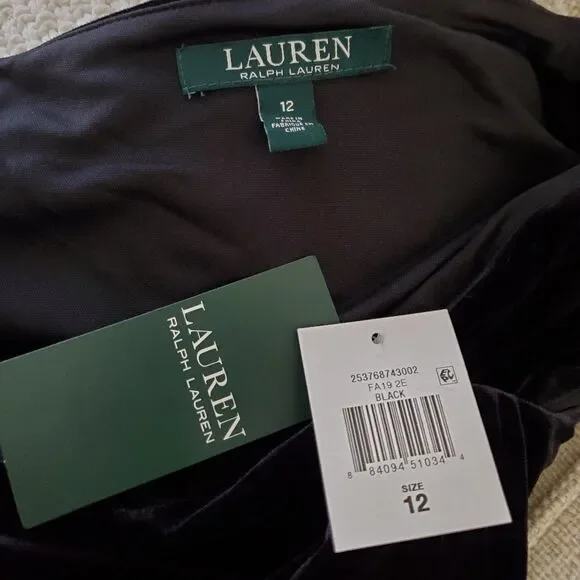 LAUREN
RALPH LAUREN
12
MADE IN
CHINA
FABRIQUÉ EN
CHINE
LAUREN
RALPH LAUREN
253768743002
FA19 2E
BLACK
8 84094 51034 4
SIZE
12